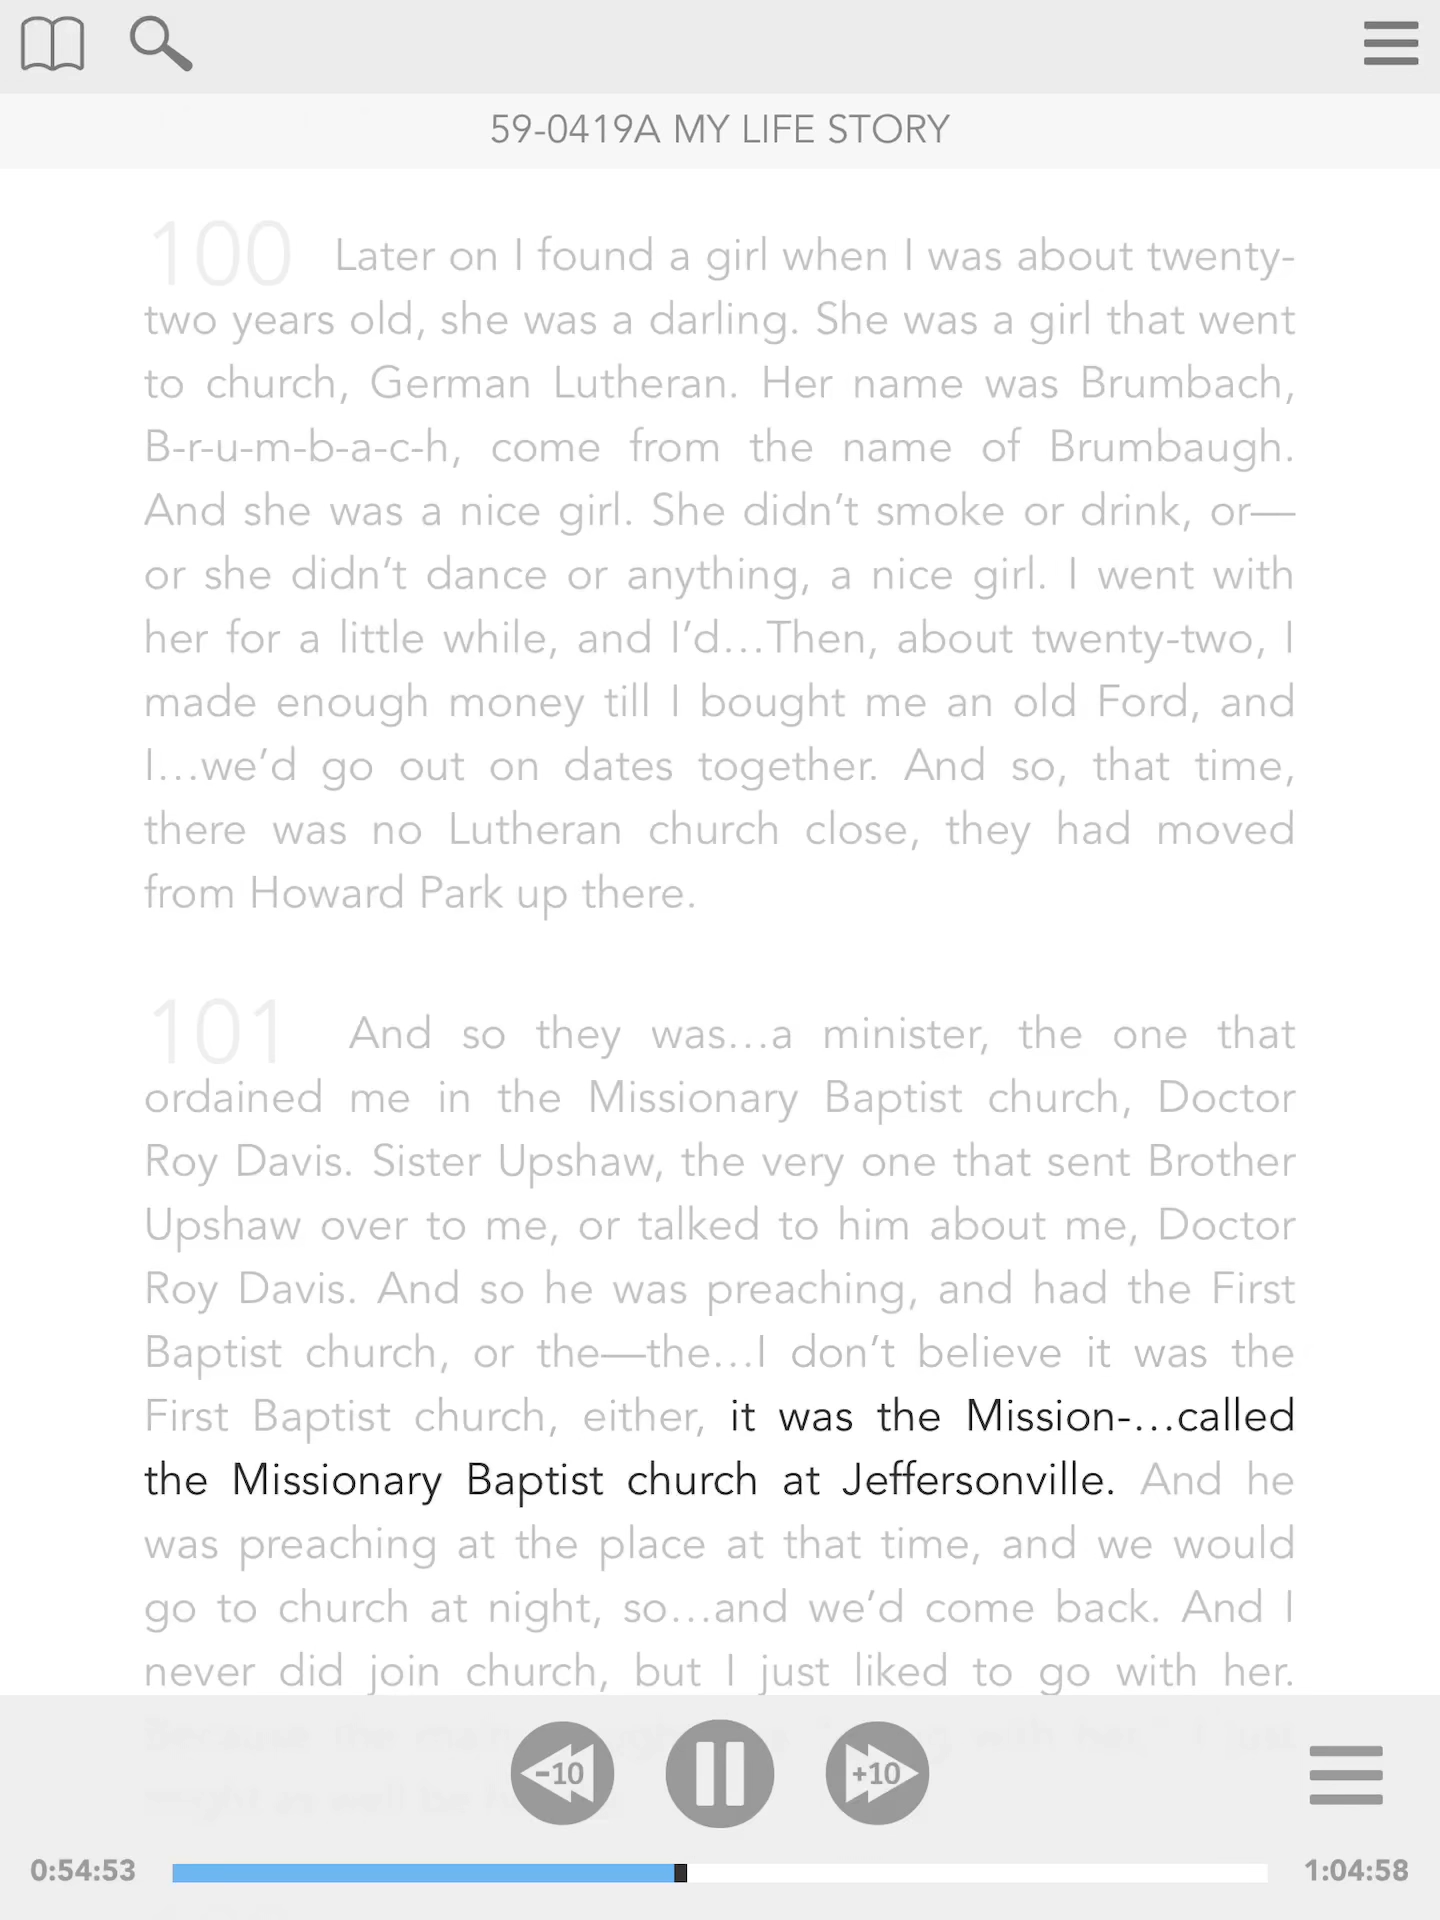 59-0419A MY LIFE STORY
100 Later on I found a girl when I was about twenty-
two years old, she was a darling. She was a girl that went
to church, German Lutheran. Her name was Brumbach,
B-r-u-m-b-a-c-h, come from the name of Brumbaugh.
And she was a nice girl. She didn’t smoke or drink, or—
or she didn’t dance or anything, a nice girl. I went with
her for a little while, and I’d…Then, about twenty-two, I
made enough money till I bought me an old Ford, and
I…we’d go out on dates together. And so, that time,
there was no Lutheran church close, they had moved
from Howard Park up there.
101 And so they was…a minister, the one that
ordained me in the Missionary Baptist church, Doctor
Roy Davis. Sister Upshaw, the very one that sent Brother
Upshaw over to me, or talked to him about me, Doctor
Roy Davis. And so he was preaching, and had the First
Baptist church, or the—the…I don’t believe it was the
First Baptist church, either, it was the Mission-…called
the Missionary Baptist church at Jeffersonville. And he
was preaching at the place at that time, and we would
go to church at night, so…and we’d come back. And I
never did join church, but I just liked to go with her.
Because the with her just
might as well be
-10 +10
0:54:53 1:04:58